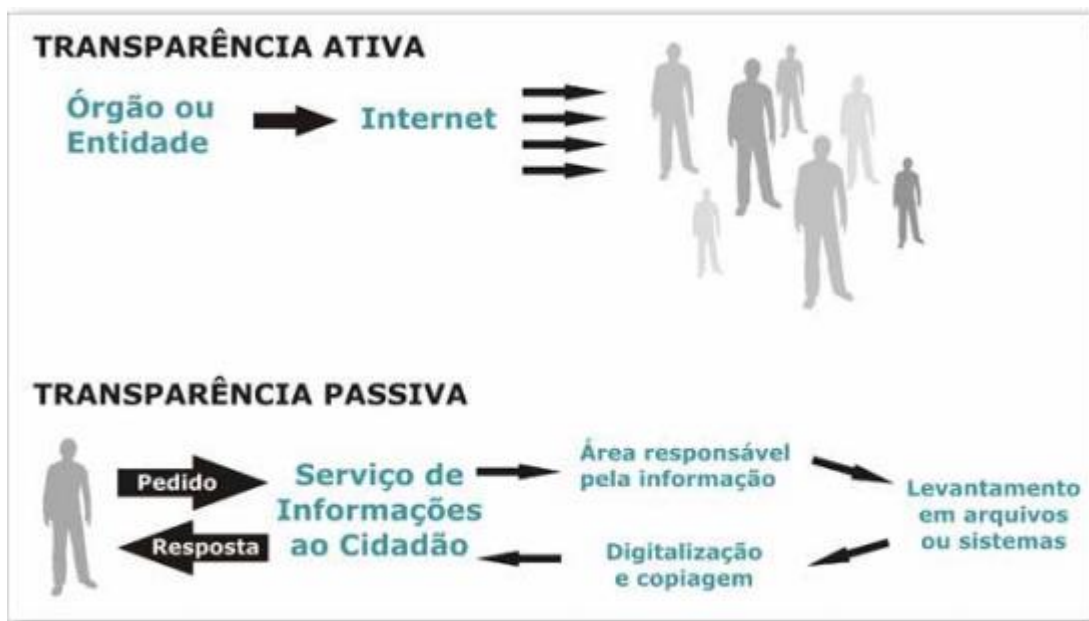 TRANSPARÊNCIA ATIVA
Órgão ou
Entidade
Internet
TRANSPARÊNCIA PASSIVA
Pedido
Resposta
Serviço de
Informações
ao Cidadão
Área responsável
pela informação
Levantamento
em arquivos
ou sistemas
Digitalização
e copiagem